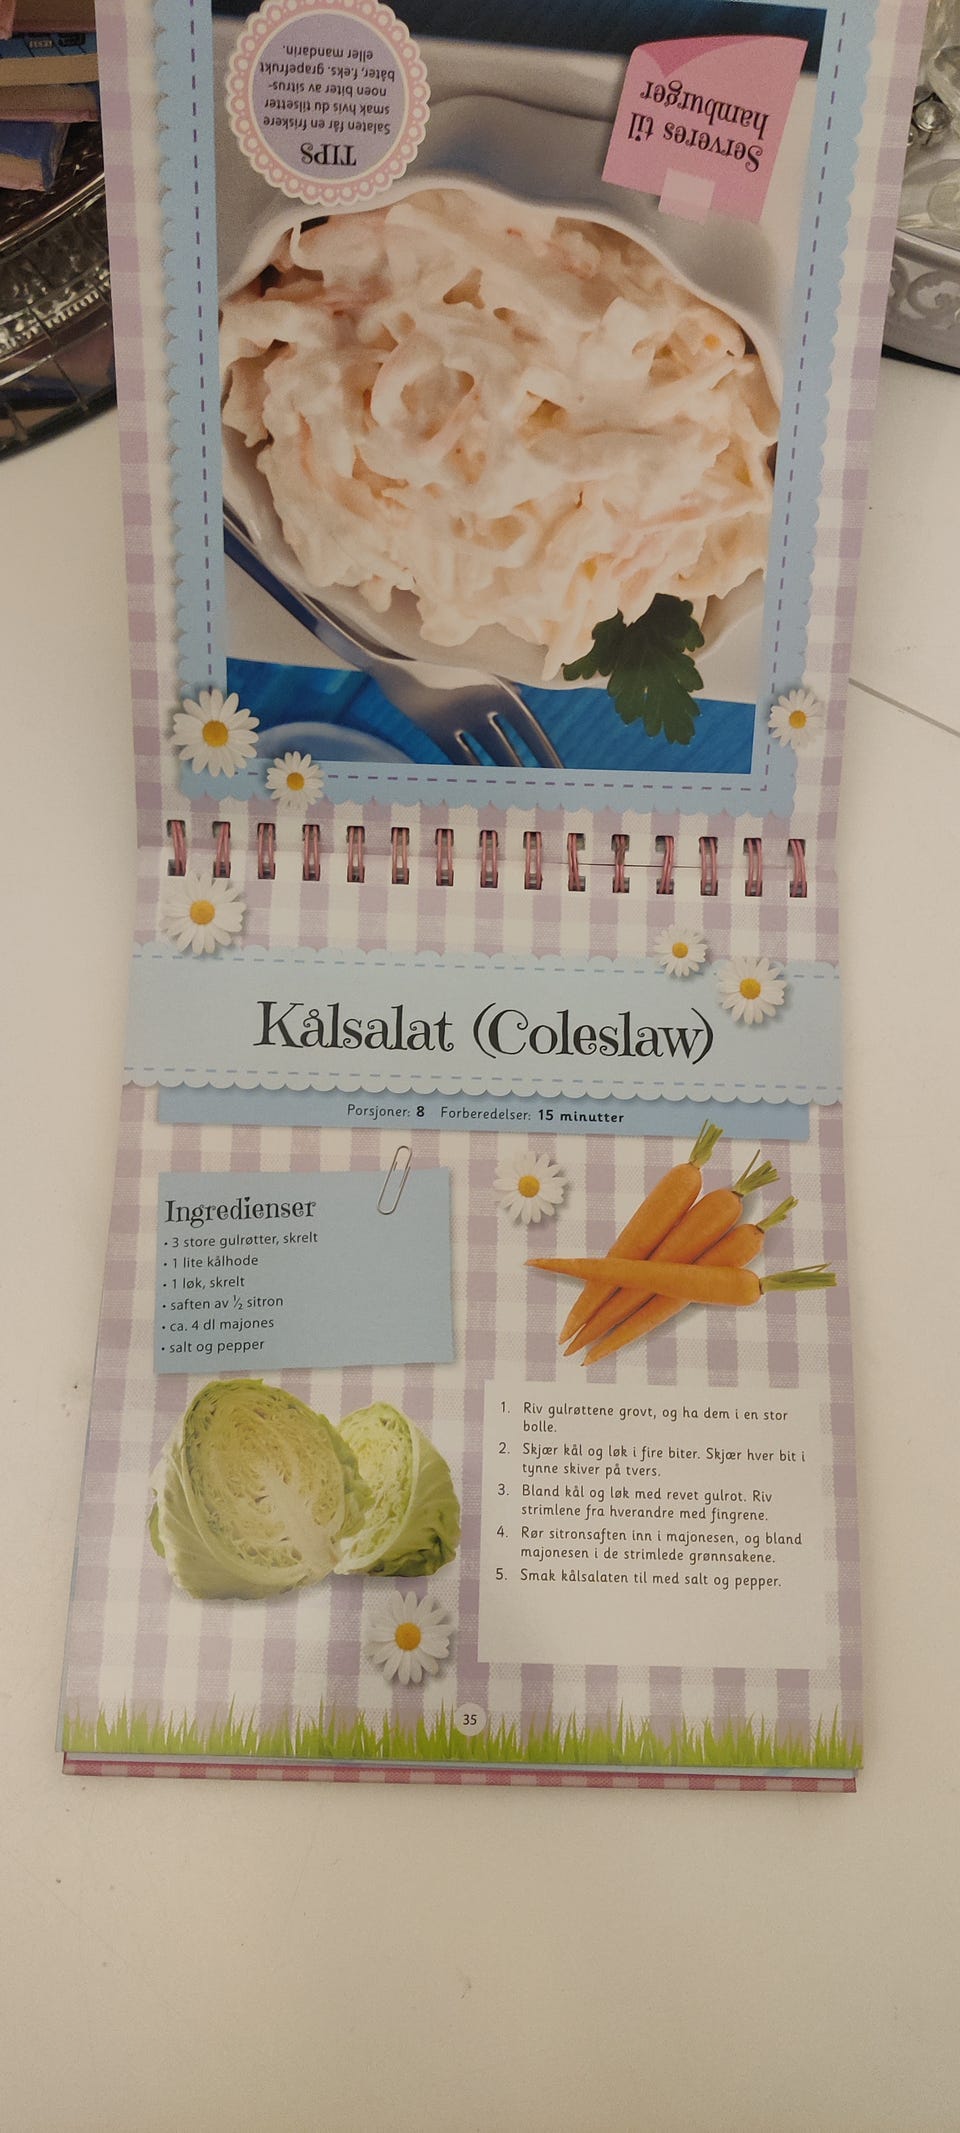 TIPS
Salaten får en friskere
smak hvis du tilsetter
noen biter av sitrus-
båter, f.eks. grapefrukt
eller mandarin.
Serveres til
hamburger
Kålsalat (Coleslaw)
Porsjoner: 8 Forberedelser: 15 minutter
Ingredienser
• 3 store gulrøtter, skrelt
• 1 lite kålhode
• 1 løk, skrelt
• saften av ½ sitron
• ca. 4 dl majones
• salt og pepper
1. Riv gulrøttene grovt, og ha dem i en stor
bolle.
2. Skjær kål og løk i fire biter. Skjær hver bit i
tynne skiver på tvers.
3. Bland kål og løk med revet gulrot. Riv
strimlene fra hverandre med fingrene.
4. Rør sitronsaften inn i majonesen, og bland
majonesen i de strimlede grønnsakene.
5. Smak kålsalaten til med salt og pepper.
35